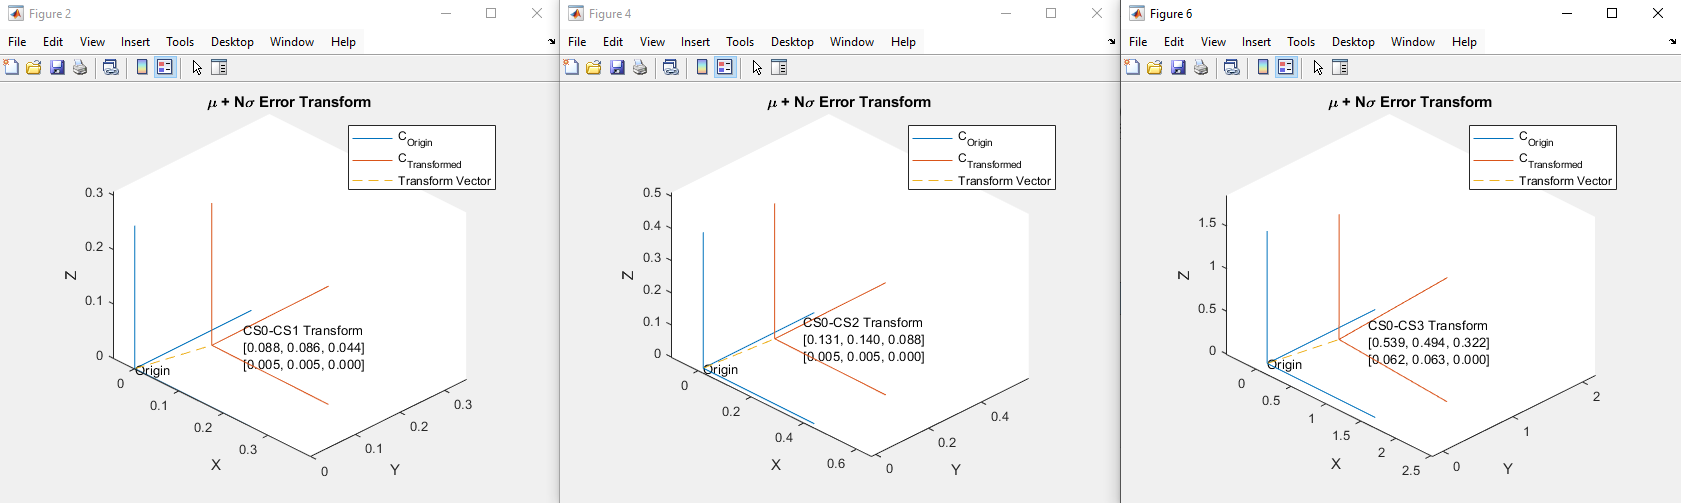 Figure 2
File Edit View Insert Tools Desktop Window Help
μ + Nσ Error Transform
C_Origin
C_Transformed
Transform Vector
0.3
0.2
0.1
0
Z
CS0-CS1 Transform
[0.088, 0.086, 0.044]
[0.005, 0.005, 0.000]
Origin
0
0.1
0.2
0.3
X
0
0.1
0.2
0.3
Y
Figure 4
File Edit View Insert Tools Desktop Window Help
μ + Nσ Error Transform
C_Origin
C_Transformed
Transform Vector
0.5
0.4
0.3
0.2
0.1
0
Z
CS0-CS2 Transform
[0.131, 0.140, 0.088]
[0.005, 0.005, 0.000]
Origin
0
0.2
0.4
0.6
X
0
0.2
0.4
Y
Figure 6
File Edit View Insert Tools Desktop Window Help
μ + Nσ Error Transform
C_Origin
C_Transformed
Transform Vector
1.5
1
0.5
0
Z
CS0-CS3 Transform
[0.539, 0.494, 0.322]
[0.062, 0.063, 0.000]
Origin
0
0.5
1
1.5
2
2.5
X
0
1
2
Y